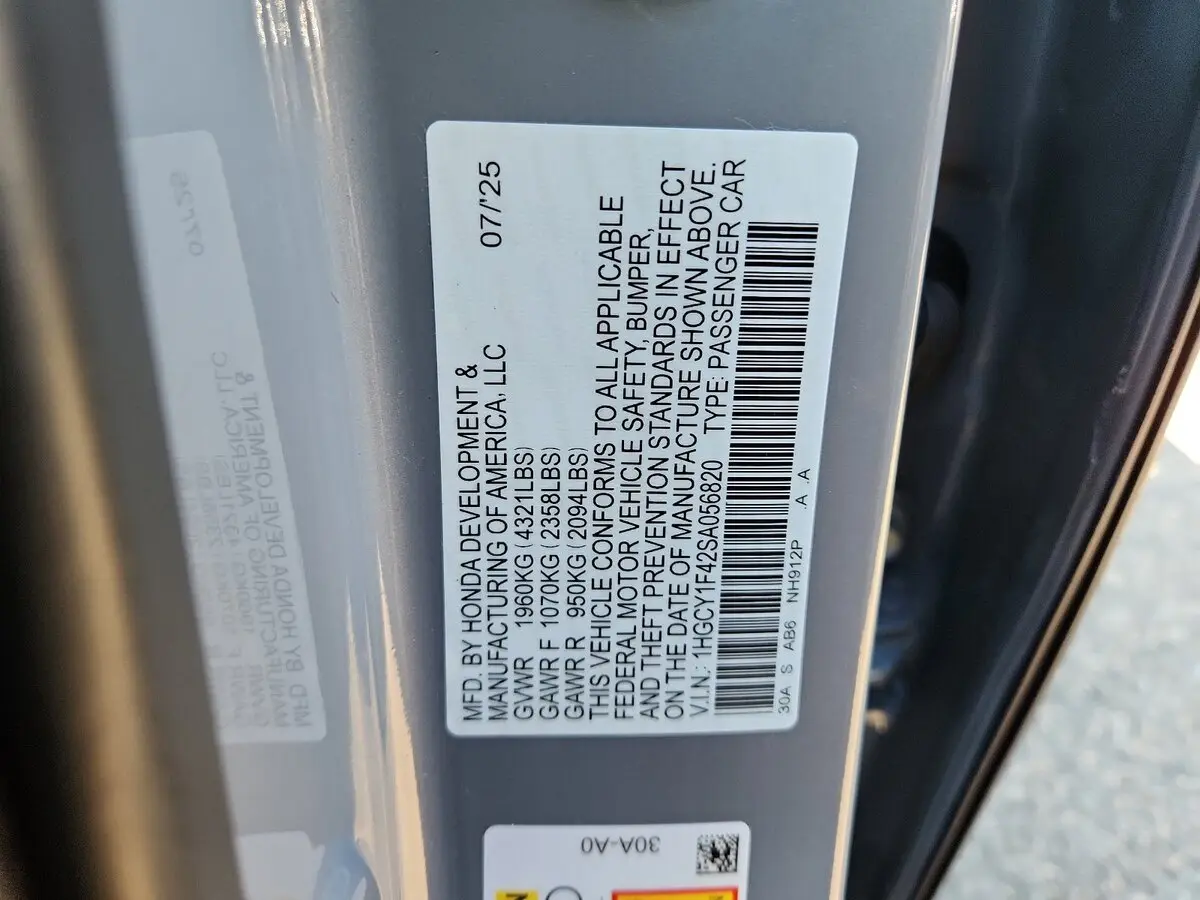 MFD. BY HONDA DEVELOPMENT &
MANUFACTURING OF AMERICA, LLC 07/'25
GVWR 1960KG (4321LBS)
GAWR F 1070KG (2358LBS)
GAWR R 950KG (2094LBS)
THIS VEHICLE CONFORMS TO ALL APPLICABLE
FEDERAL MOTOR VEHICLE SAFETY, BUMPER,
AND THEFT PREVENTION STANDARDS IN EFFECT
ON THE DATE OF MANUFACTURE SHOWN ABOVE.
V.I.N.: 1HGCY1F42SA056820 TYPE: PASSENGER CAR
30A S AB6 NH912P .A .A
30A-A0